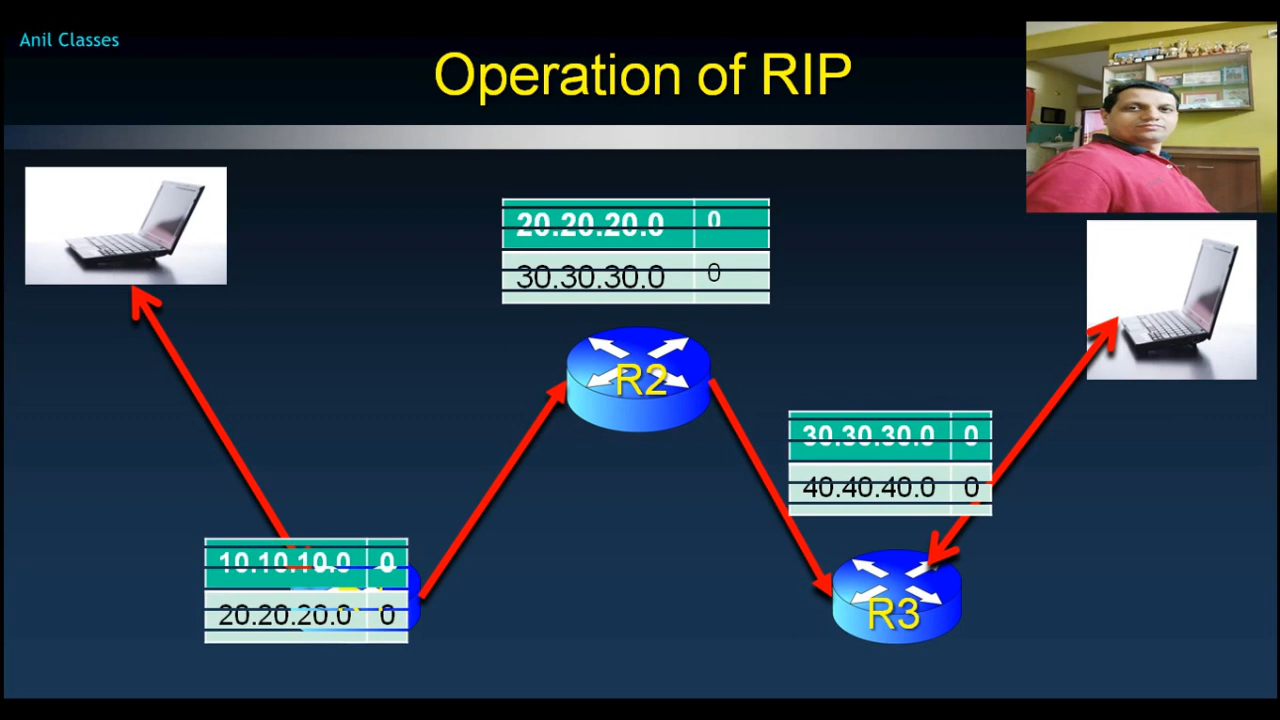 Anil Classes
Operation of RIP
20.20.20.0 0
30.30.30.0 0
R2
30.30.30.0 0
40.40.40.0 0
10.10.10.0 0
20.20.20.0 0
R3